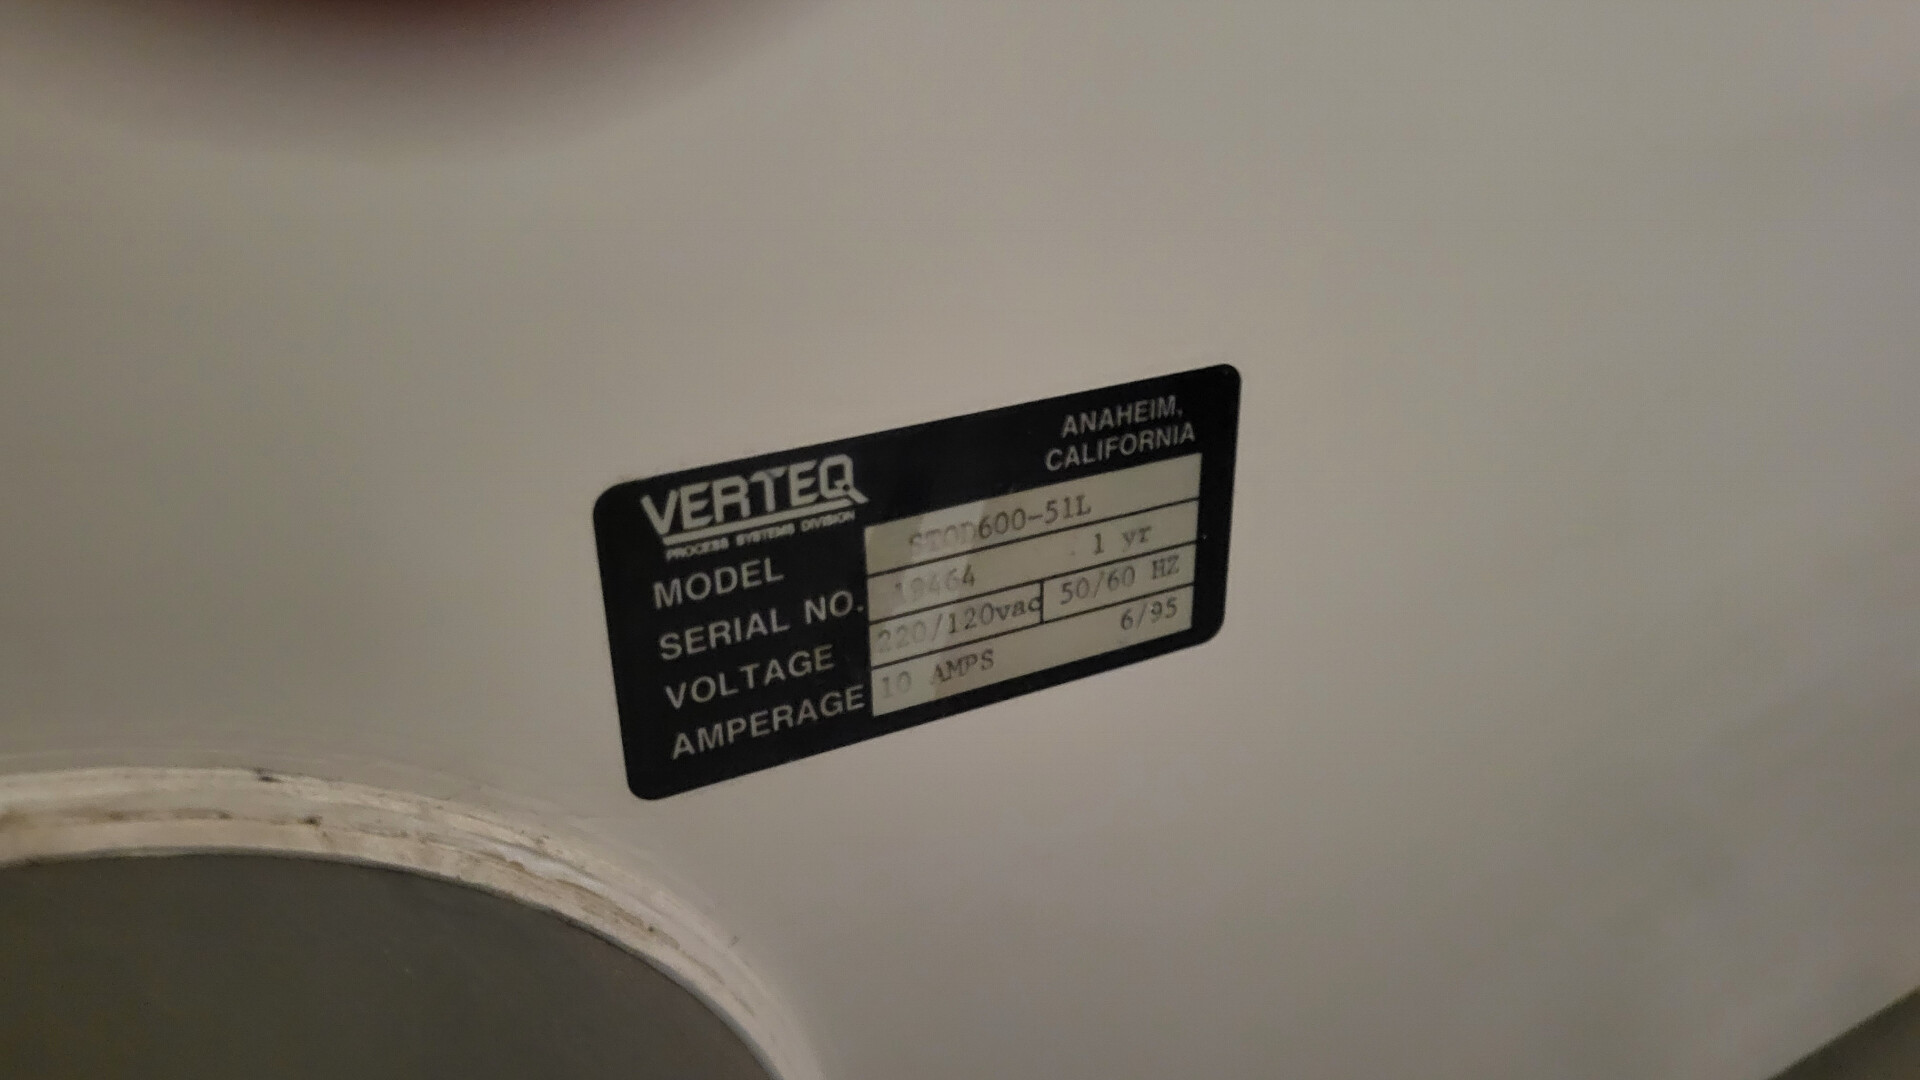 VERTEQ
PROCESS SYSTEMS DIVISION
ANAHEIM,
CALIFORNIA
MODEL STOD600-51L
SERIAL NO. 19464 1 yr
VOLTAGE 220/120vac 50/60 HZ
AMPERAGE 10 AMPS 6/95